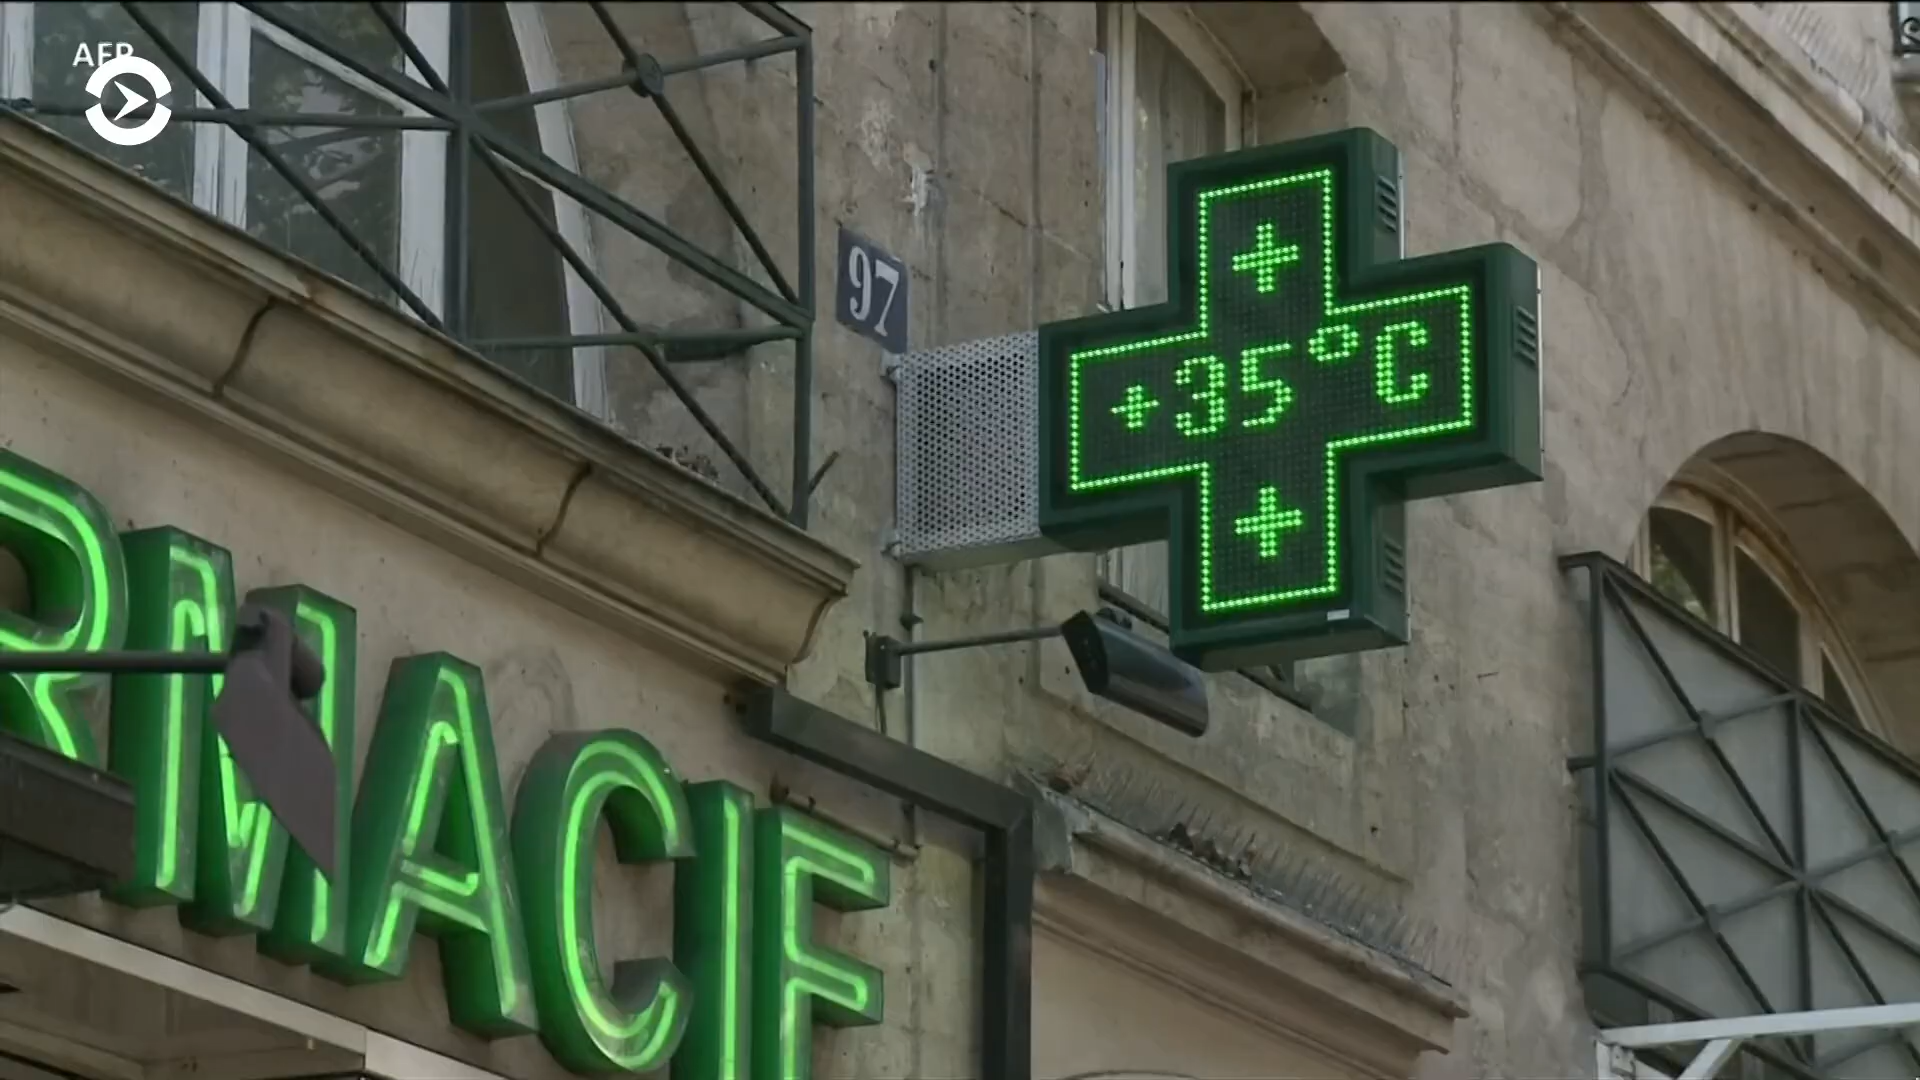 AFP
97
+
+35°C
+
RMACIE